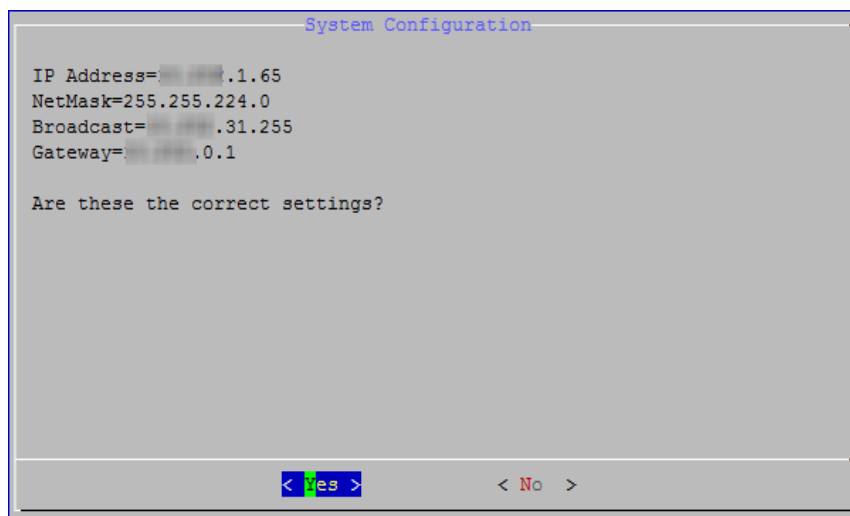 System Configuration
IP Address= .1.65
NetMask=255.255.224.0
Broadcast= .31.255
Gateway= .0.1
Are these the correct settings?
< Yes > < No >